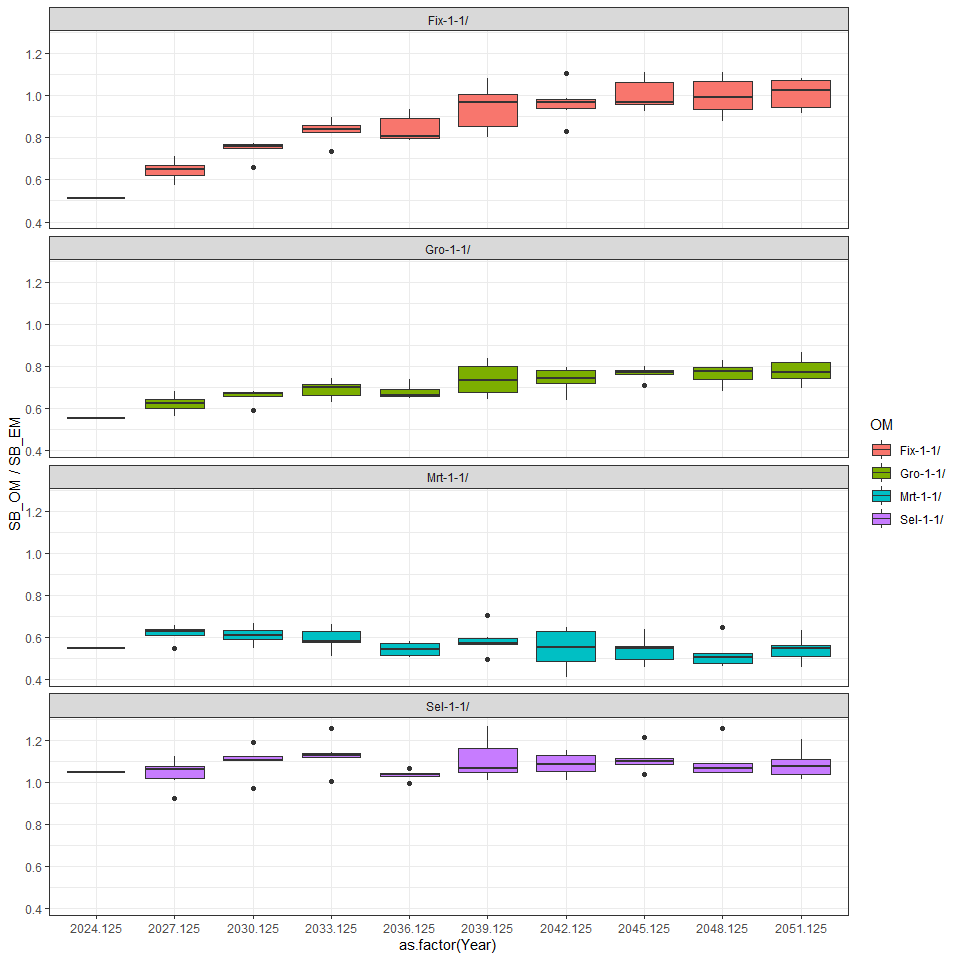 Fix-1-1/
1.2
1.0
0.8
0.6
0.4
Gro-1-1/
1.2
1.0
0.8
0.6
0.4
Mrt-1-1/
1.2
1.0
0.8
0.6
0.4
Sel-1-1/
1.2
1.0
0.8
0.6
0.4
SB_OM / SB_EM
2024.125 2027.125 2030.125 2033.125 2036.125 2039.125 2042.125 2045.125 2048.125 2051.125
as.factor(Year)
OM
Fix-1-1/
Gro-1-1/
Mrt-1-1/
Sel-1-1/